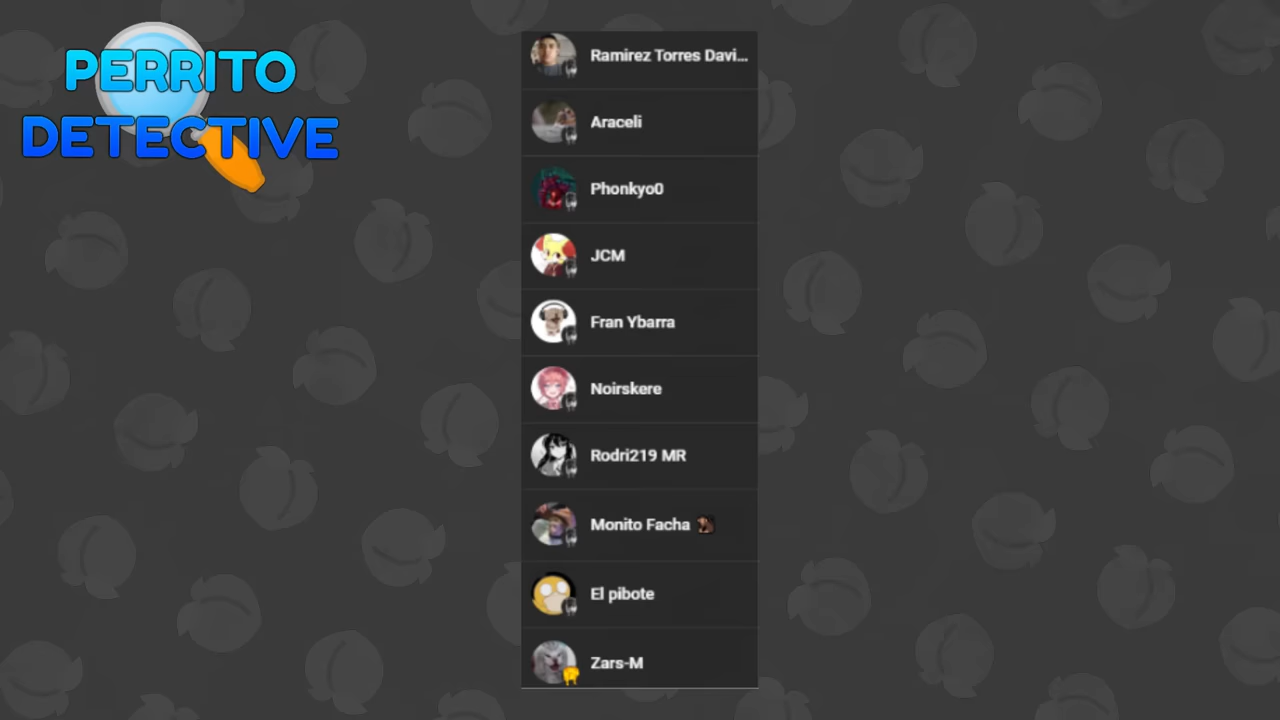 PERRITO
DETECTIVE
Ramirez Torres Davi...
Araceli
Phonkyo0
JCM
Fran Ybarra
Noirskere
Rodri219 MR
Monito Facha
El pibote
Zars-M